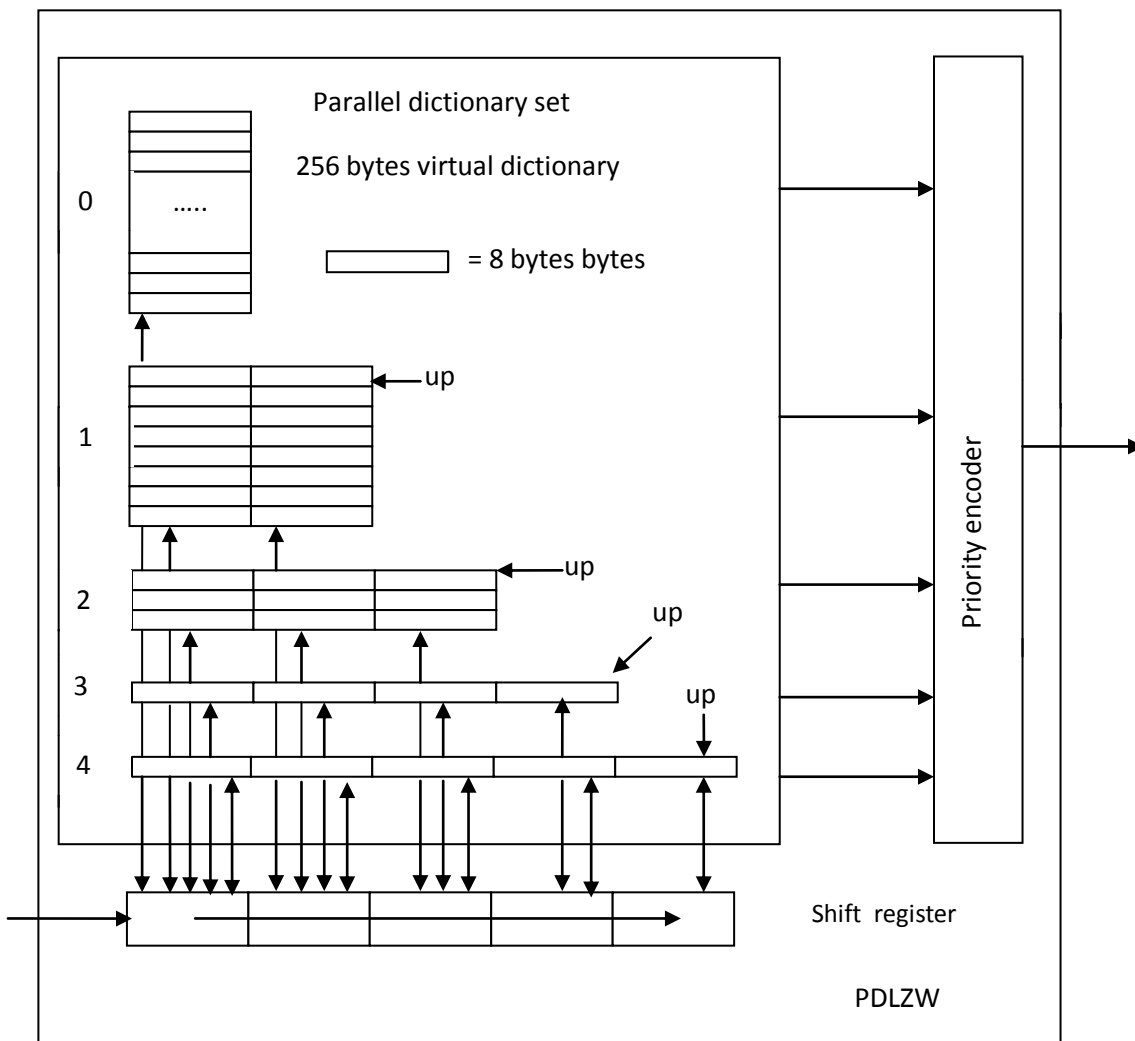 Parallel dictionary set
256 bytes virtual dictionary
0
.....
= 8 bytes bytes
up
1
up
2
up
3
up
4
Priority encoder
Shift register
PDLZW